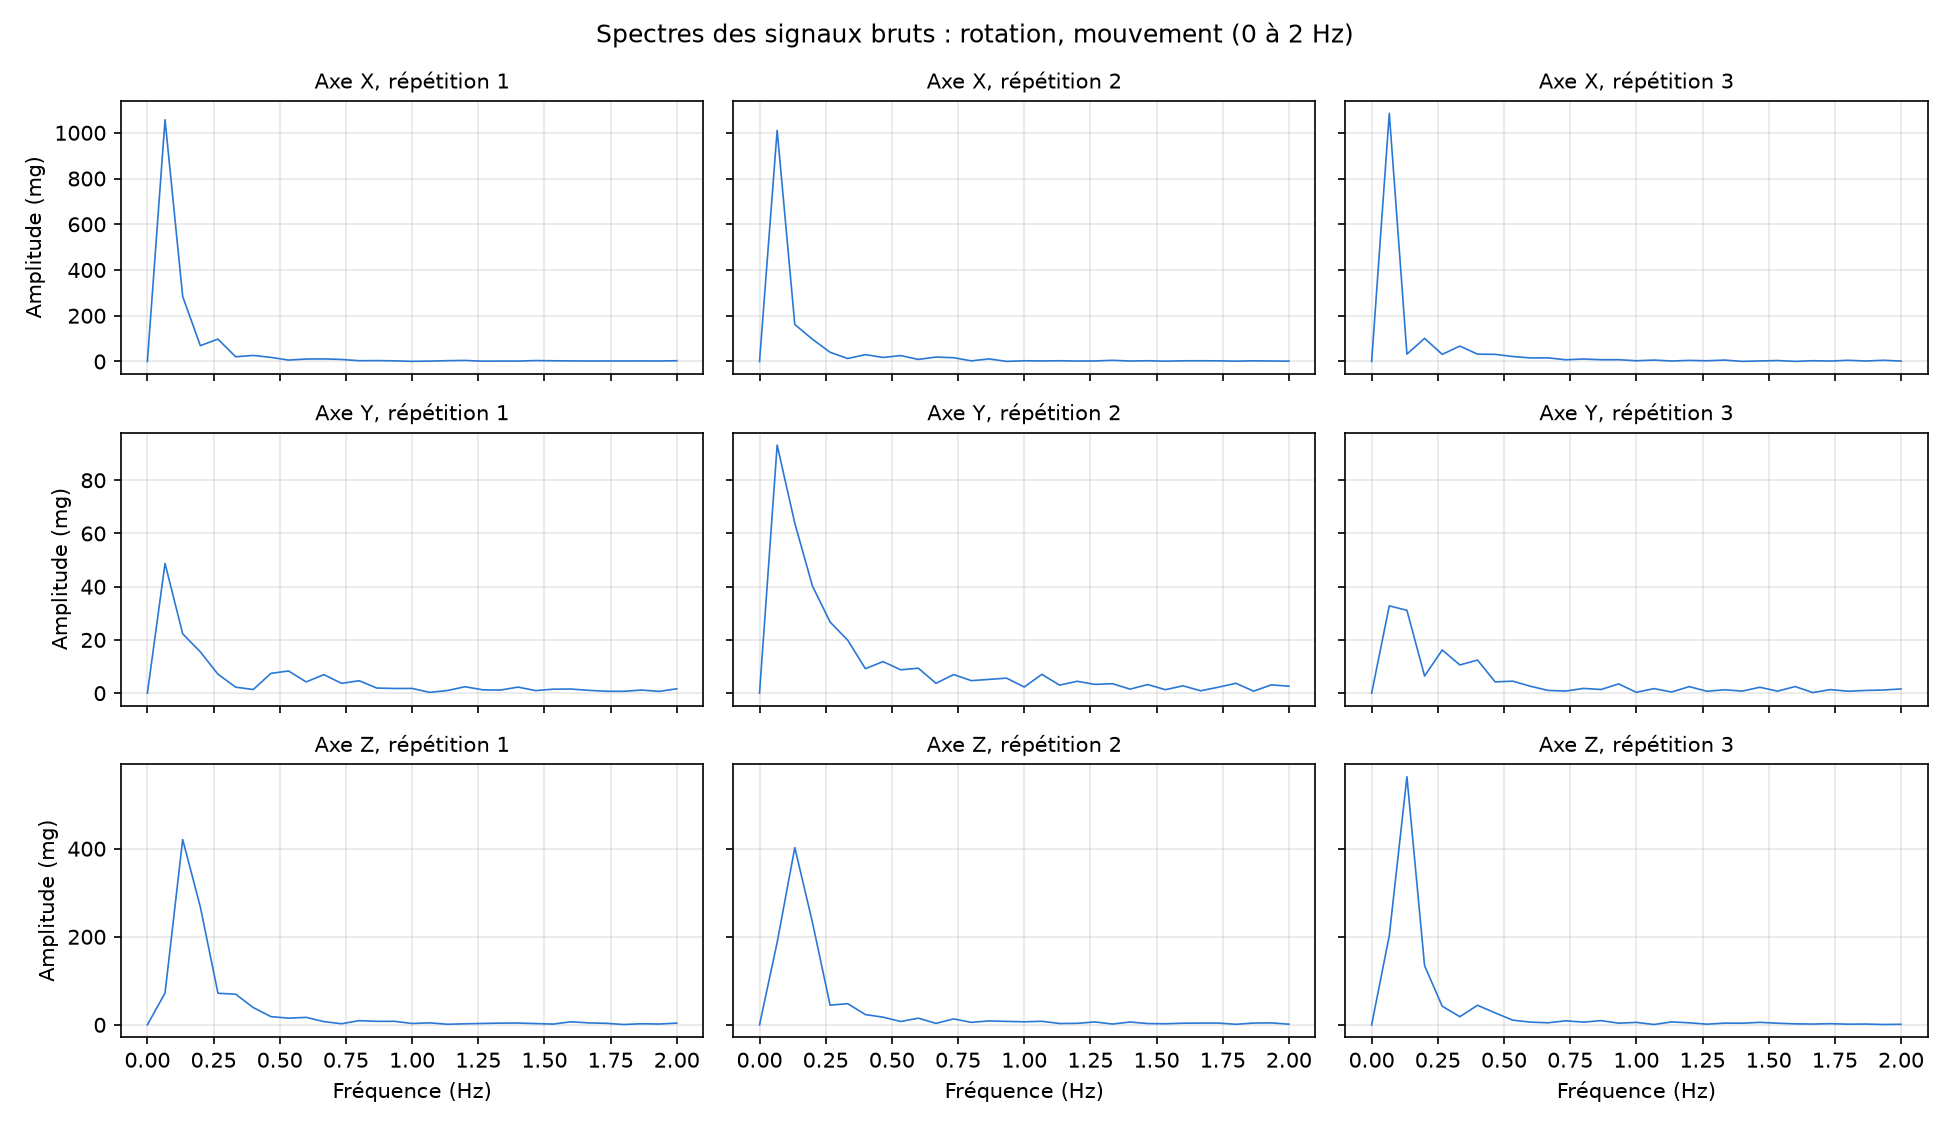 Spectres des signaux bruts : rotation, mouvement (0 à 2 Hz)
Axe X, répétition 1
Axe X, répétition 2
Axe X, répétition 3
Amplitude (mg)
1000
800
600
400
200
0
Axe Y, répétition 1
Axe Y, répétition 2
Axe Y, répétition 3
Amplitude (mg)
80
60
40
20
0
Axe Z, répétition 1
Axe Z, répétition 2
Axe Z, répétition 3
Amplitude (mg)
400
200
0
0.00 0.25 0.50 0.75 1.00 1.25 1.50 1.75 2.00
0.00 0.25 0.50 0.75 1.00 1.25 1.50 1.75 2.00
0.00 0.25 0.50 0.75 1.00 1.25 1.50 1.75 2.00
Fréquence (Hz)
Fréquence (Hz)
Fréquence (Hz)